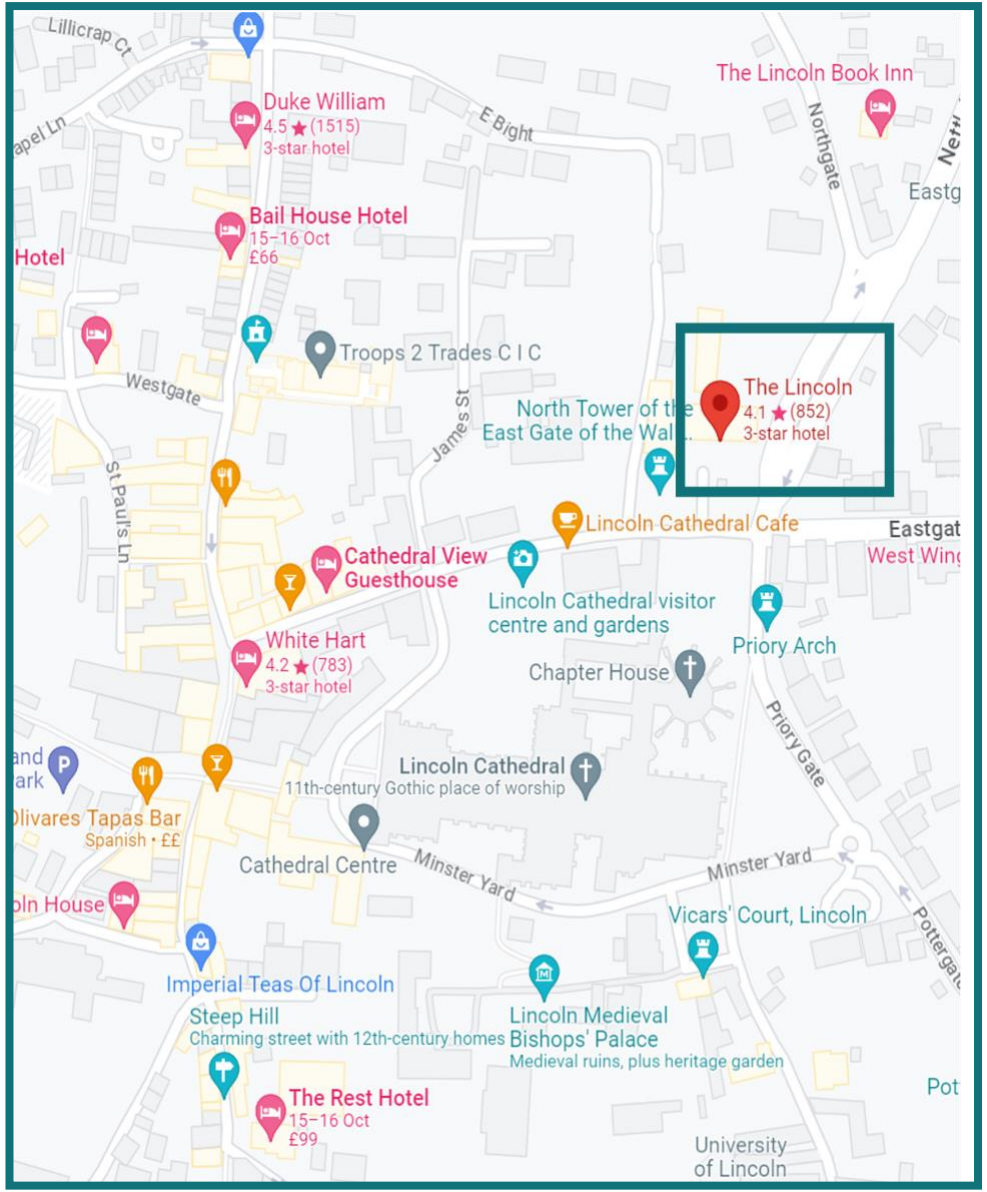 Lillicrap Ct
The Lincoln Book Inn
Duke William
4.5 ★ (1515)
3-star hotel
E Bight
Northgate
apel Ln
Nett
Eastg
Bail House Hotel
15–16 Oct
£66
Hotel
Troops 2 Trades C I C
Westgate
James St
The Lincoln
4.1 ★ (852)
3-star hotel
North Tower of the
East Gate of the Wal...
St Paul's Ln
Lincoln Cathedral Cafe
Eastgat
West Wing
Cathedral View
Guesthouse
Lincoln Cathedral visitor
centre and gardens
Priory Arch
White Hart
4.2 ★ (783)
3-star hotel
Chapter House
Priory Gate
and
ark
P
Lincoln Cathedral
11th-century Gothic place of worship
Olivares Tapas Bar
Spanish • ££
Cathedral Centre
Minster Yard
Minster Yard
oln House
Vicars' Court, Lincoln
Pottergate
Imperial Teas Of Lincoln
Steep Hill
Charming street with 12th-century homes
Lincoln Medieval
Bishops' Palace
Medieval ruins, plus heritage garden
M
The Rest Hotel
15–16 Oct
£99
Pot
University
of Lincoln